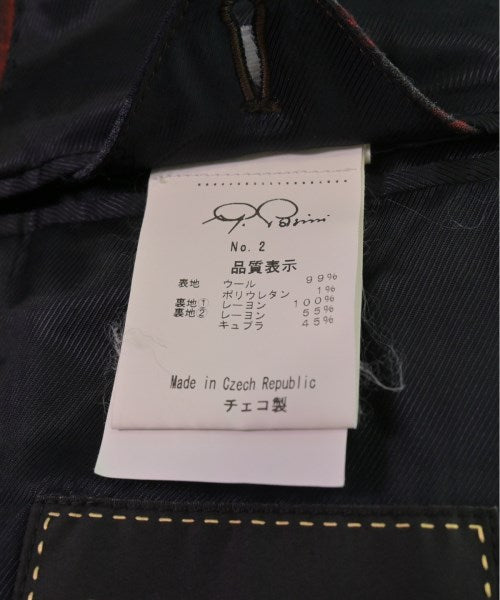 G. Pasini
No. 2
品質表示
表地 ウール 99%
ポリウレタン 1%
裏地① レーヨン 100%
裏地② レーヨン 55%
キュプラ 45%
Made in Czech Republic
チェコ製